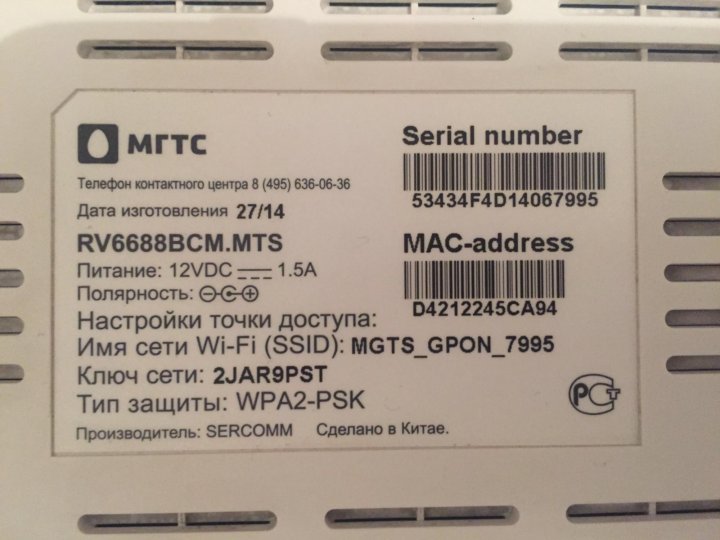 МГТС
Телефон контактного центра 8 (495) 636-06-36
Дата изготовления 27/14
RV6688BCM.MTS
Питание: 12VDC 1.5A
Полярность:
Настройки точки доступа:
Имя сети Wi-Fi (SSID): MGTS_GPON_7995
Ключ сети: 2JAR9PST
Тип защиты: WPA2-PSK
Производитель: SERCOMM Сделано в Китае.
Serial number
53434F4D14067995
MAC-address
D4212245CA94
РСТ